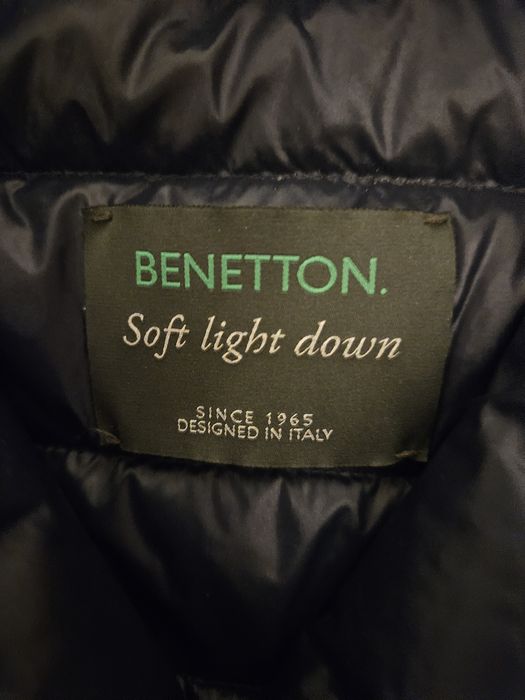 BENETTON.
Soft light down
SINCE 1965
DESIGNED IN ITALY